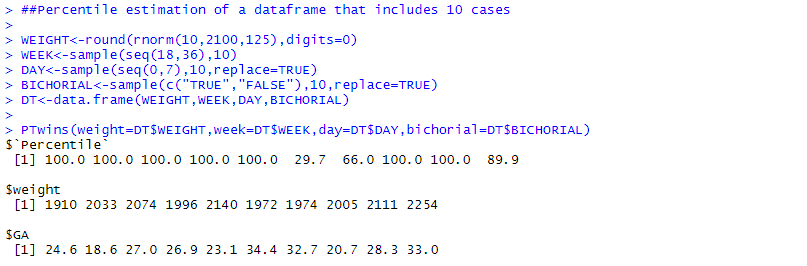 > ##Percentile estimation of a dataframe that includes 10 cases
>
> WEIGHT<-round(rnorm(10,2100,125),digits=0)
> WEEK<-sample(seq(18,36),10)
> DAY<-sample(seq(0,7),10,replace=TRUE)
> BICHORIAL<-sample(c("TRUE","FALSE"),10,replace=TRUE)
> DT<-data.frame(WEIGHT,WEEK,DAY,BICHORIAL)
>
> PTwins(weight=DT$WEIGHT,week=DT$WEEK,day=DT$DAY,bichorial=DT$BICHORIAL)
$`Percentile`
[1] 100.0 100.0 100.0 100.0 100.0 29.7 66.0 100.0 100.0 89.9
$weight
[1] 1910 2033 2074 1996 2140 1972 1974 2005 2111 2254
$GA
[1] 24.6 18.6 27.0 26.9 23.1 34.4 32.7 20.7 28.3 33.0